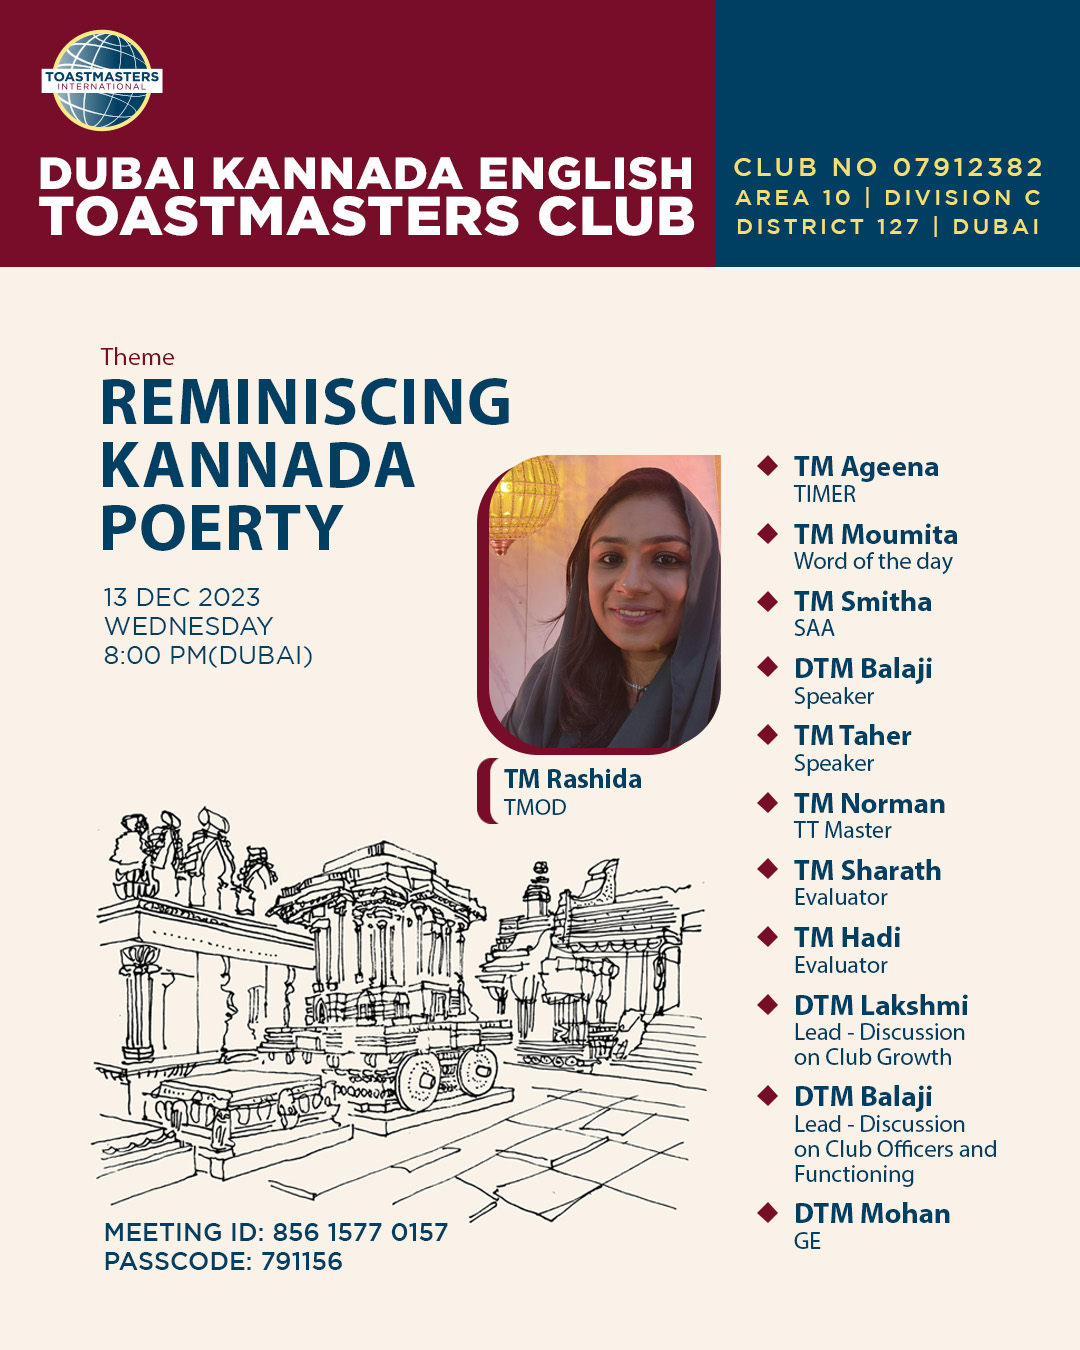 TOASTMASTERS
INTERNATIONAL
DUBAI KANNADA ENGLISH
TOASTMASTERS CLUB
CLUB NO 07912382
AREA 10 | DIVISION C
DISTRICT 127 | DUBAI
Theme
REMINISCING
KANNADA
POERTY
13 DEC 2023
WEDNESDAY
8:00 PM(DUBAI)
TM Rashida
TMOD
TM Ageena
TIMER
TM Moumita
Word of the day
TM Smitha
SAA
DTM Balaji
Speaker
TM Taher
Speaker
TM Norman
TT Master
TM Sharath
Evaluator
TM Hadi
Evaluator
DTM Lakshmi
Lead - Discussion
on Club Growth
DTM Balaji
Lead - Discussion
on Club Officers and
Functioning
DTM Mohan
GE
MEETING ID: 856 1577 0157
PASSCODE: 791156